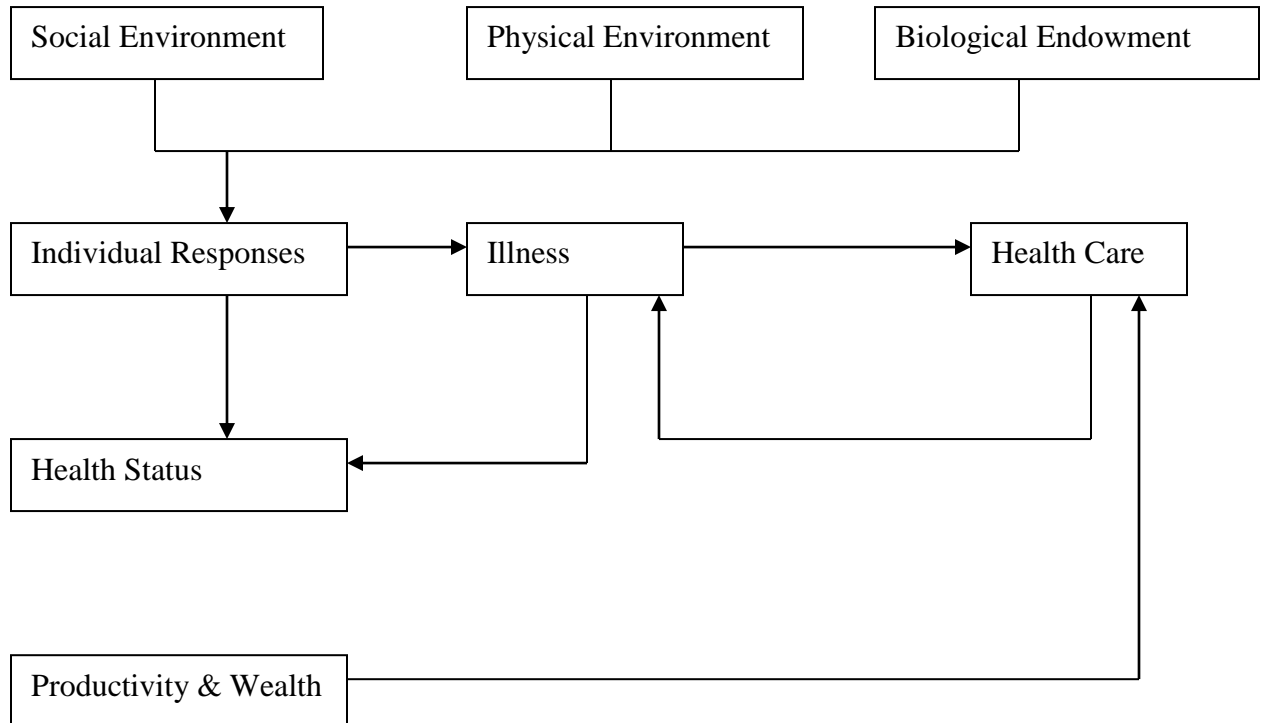 Social Environment
Physical Environment
Biological Endowment
Individual Responses
Illness
Health Care
Health Status
Productivity & Wealth